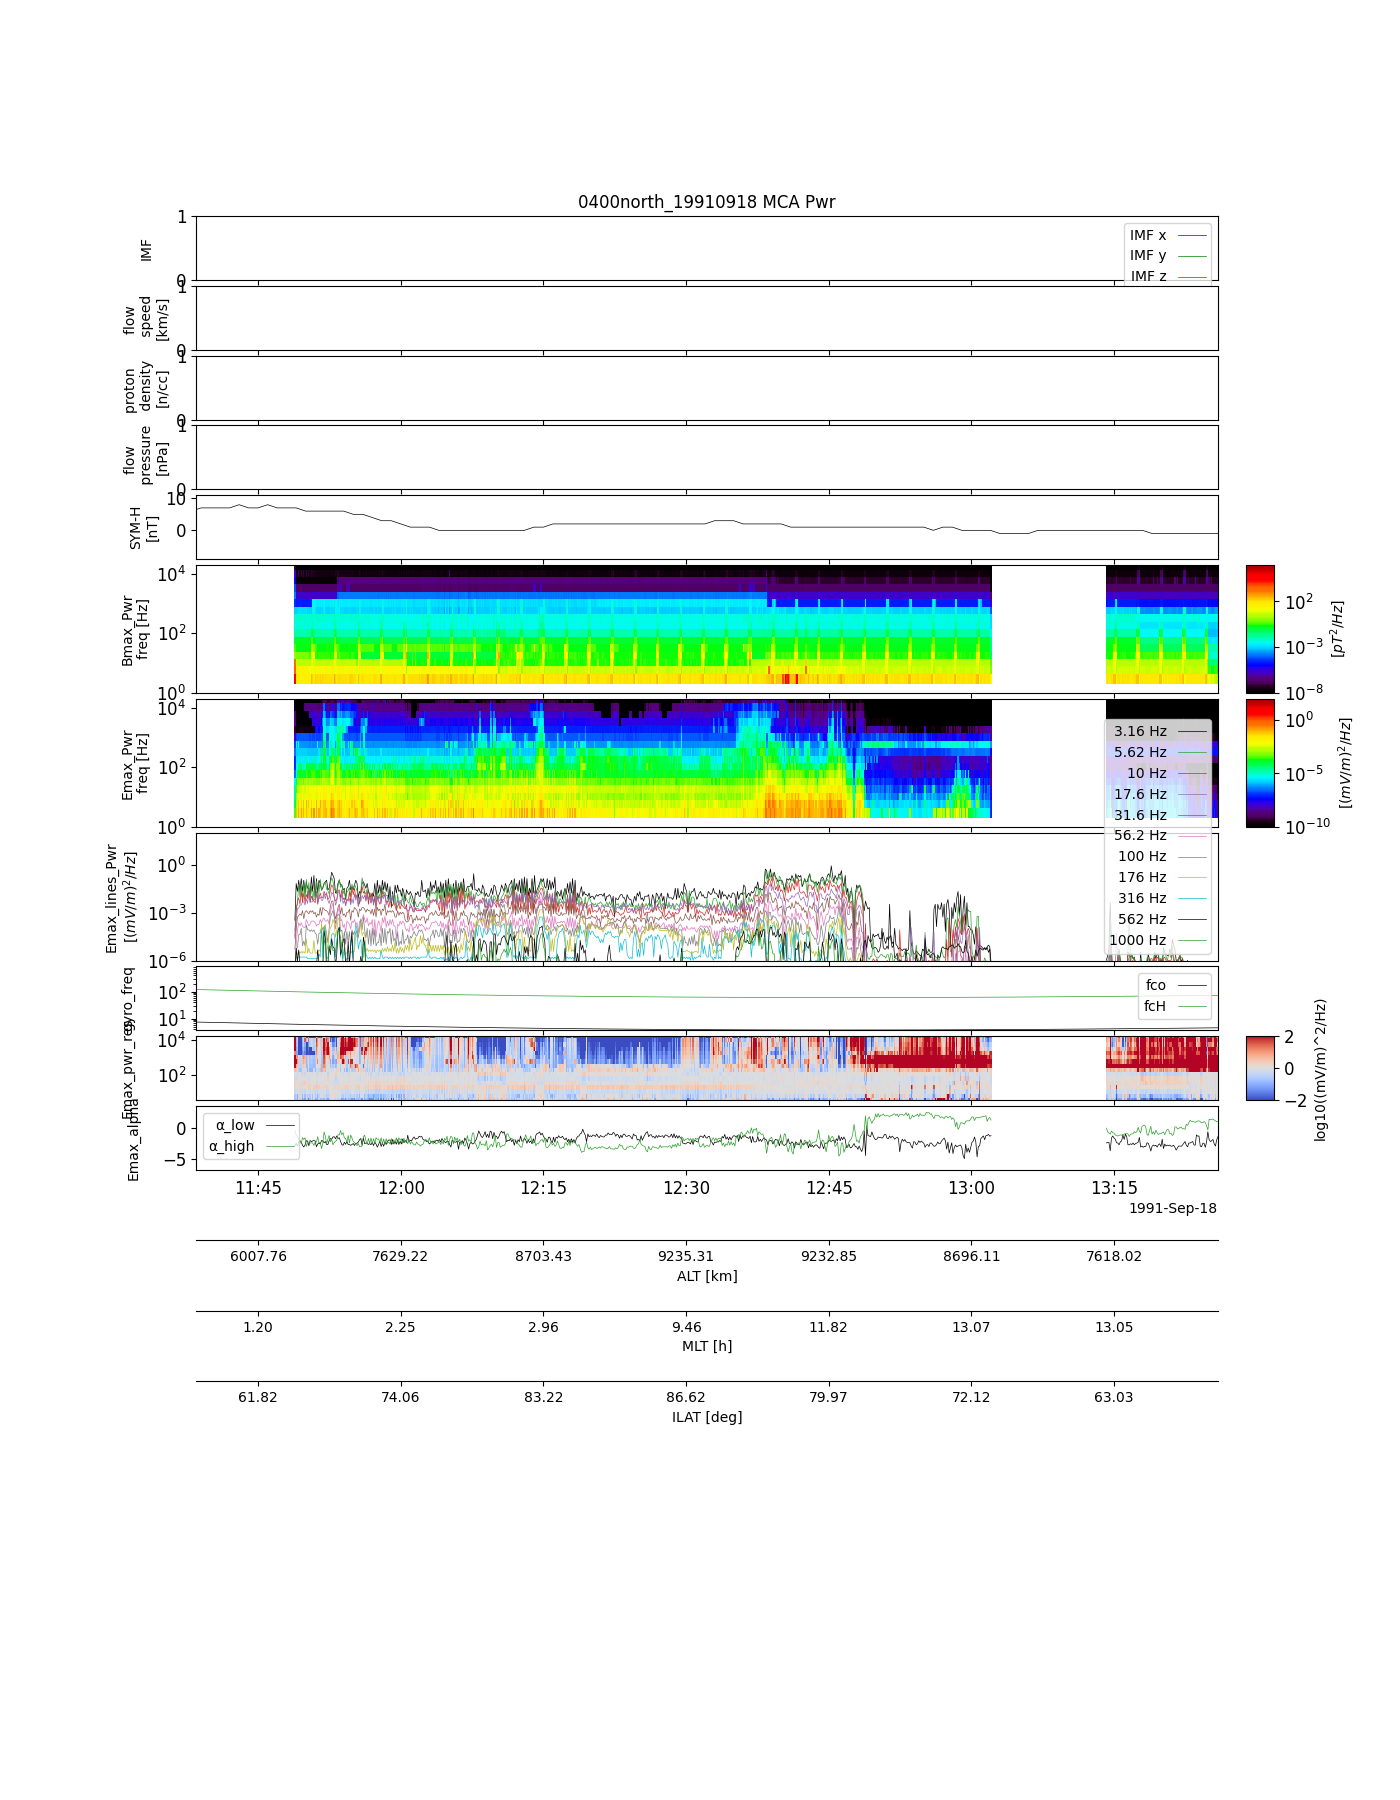 0400north_19910918 MCA Pwr
1
0
IMF
IMF x
IMF y
IMF z
1
0
flow
speed
[km/s]
1
0
proton
density
[n/cc]
1
0
flow
pressure
[nPa]
10
0
SYM-H
[nT]
10^4
10^2
10^0
Bmax_Pwr
freq [Hz]
10^2
10^-3
10^-8
[pT^2/Hz]
10^4
10^2
10^0
Emax_Pwr
freq [Hz]
10^0
10^-5
10^-10
[(mV/m)^2/Hz]
3.16 Hz
5.62 Hz
10 Hz
17.6 Hz
31.6 Hz
56.2 Hz
100 Hz
176 Hz
316 Hz
562 Hz
1000 Hz
10^0
10^-3
10^-6
Emax_lines_Pwr
[(mV/m)^2/Hz]
10^2
10^1
gyro_freq
fco
fcH
10^4
10^2
Emax_pwr_reg
2
0
−2
log10((mV/m)^2/Hz)
0
−5
Emax_alpha
α_low
α_high
11:45 12:00 12:15 12:30 12:45 13:00 13:15
1991-Sep-18
6007.76 7629.22 8703.43 9235.31 9232.85 8696.11 7618.02
ALT [km]
1.20 2.25 2.96 9.46 11.82 13.07 13.05
MLT [h]
61.82 74.06 83.22 86.62 79.97 72.12 63.03
ILAT [deg]